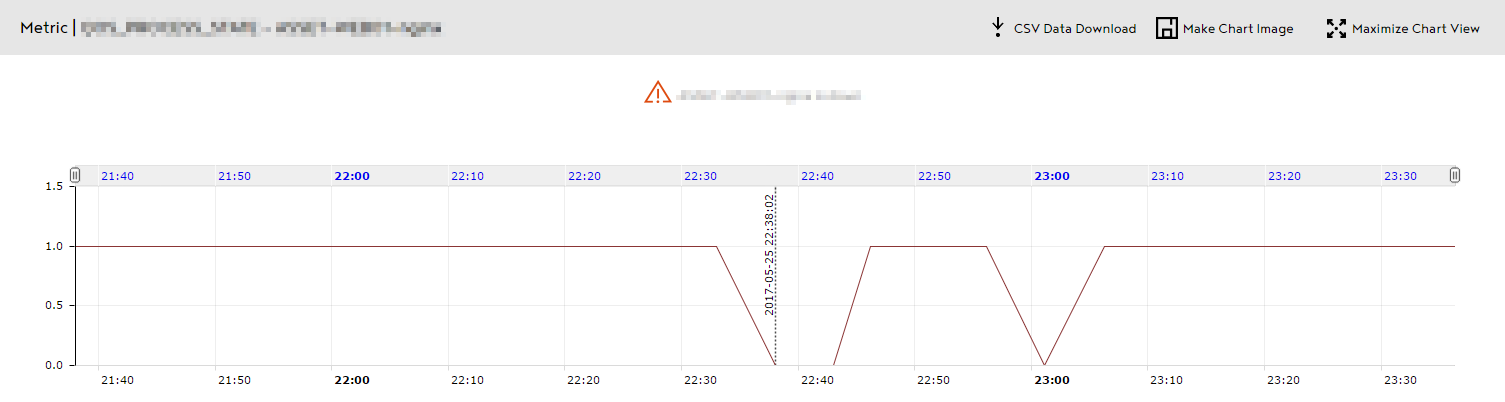 Metric |
CSV Data Download
Make Chart Image
Maximize Chart View
21:40 21:50 22:00 22:10 22:20 22:30 22:40 22:50 23:00 23:10 23:20 23:30
1.5
1.0
0.5
0.0
2017-05-25 22:38:02
21:40 21:50 22:00 22:10 22:20 22:30 22:40 22:50 23:00 23:10 23:20 23:30